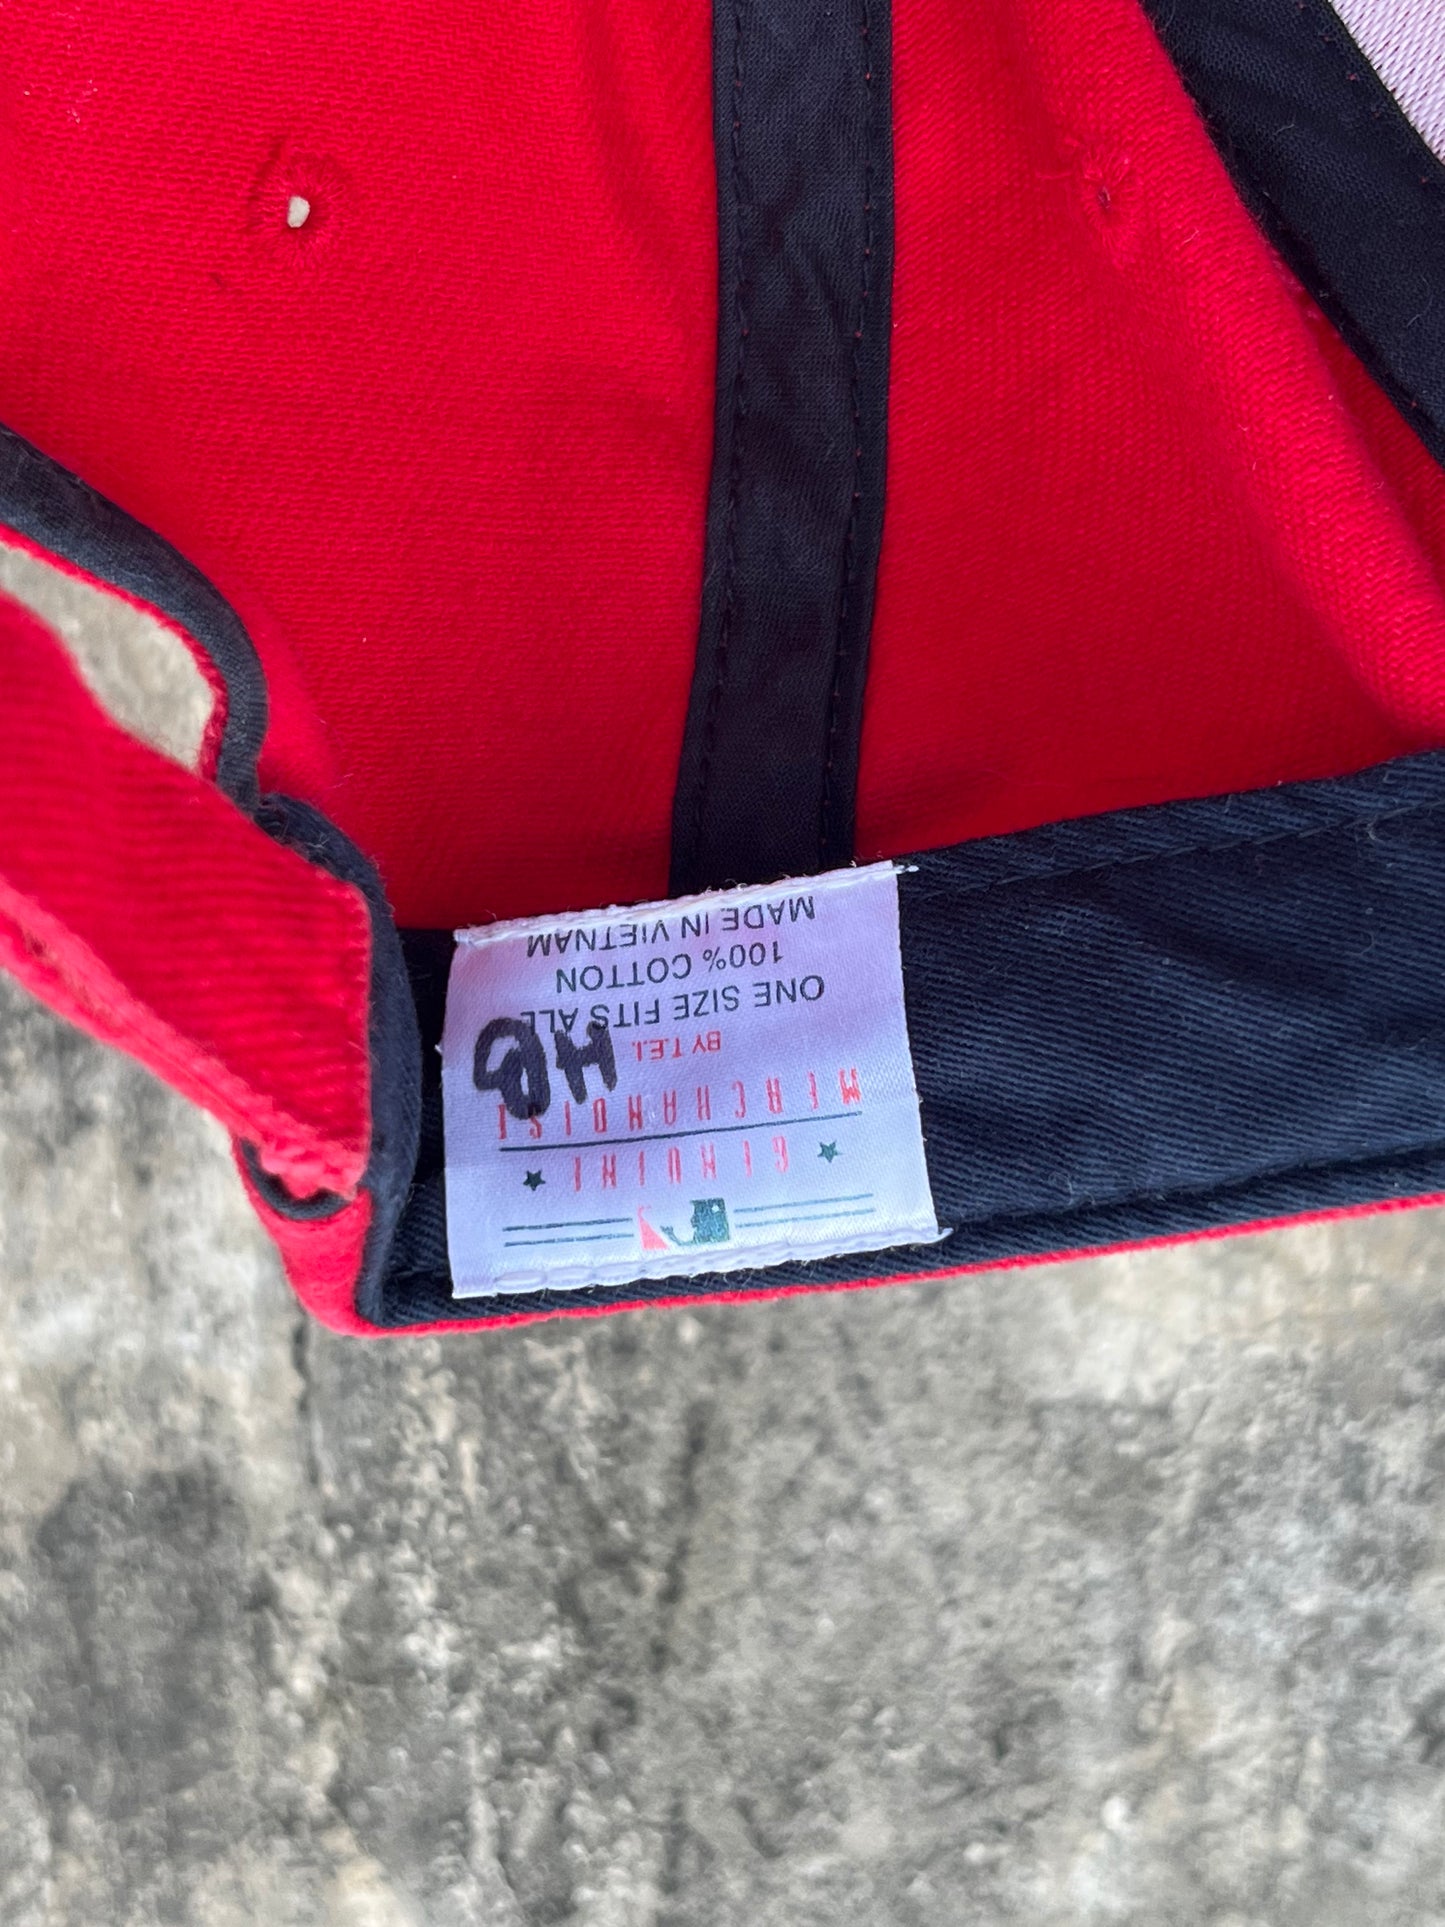 GENUINE
MERCHANDISE
BY T.E.I.
ONE SIZE FITS ALL
100% COTTON
MADE IN VIETNAM